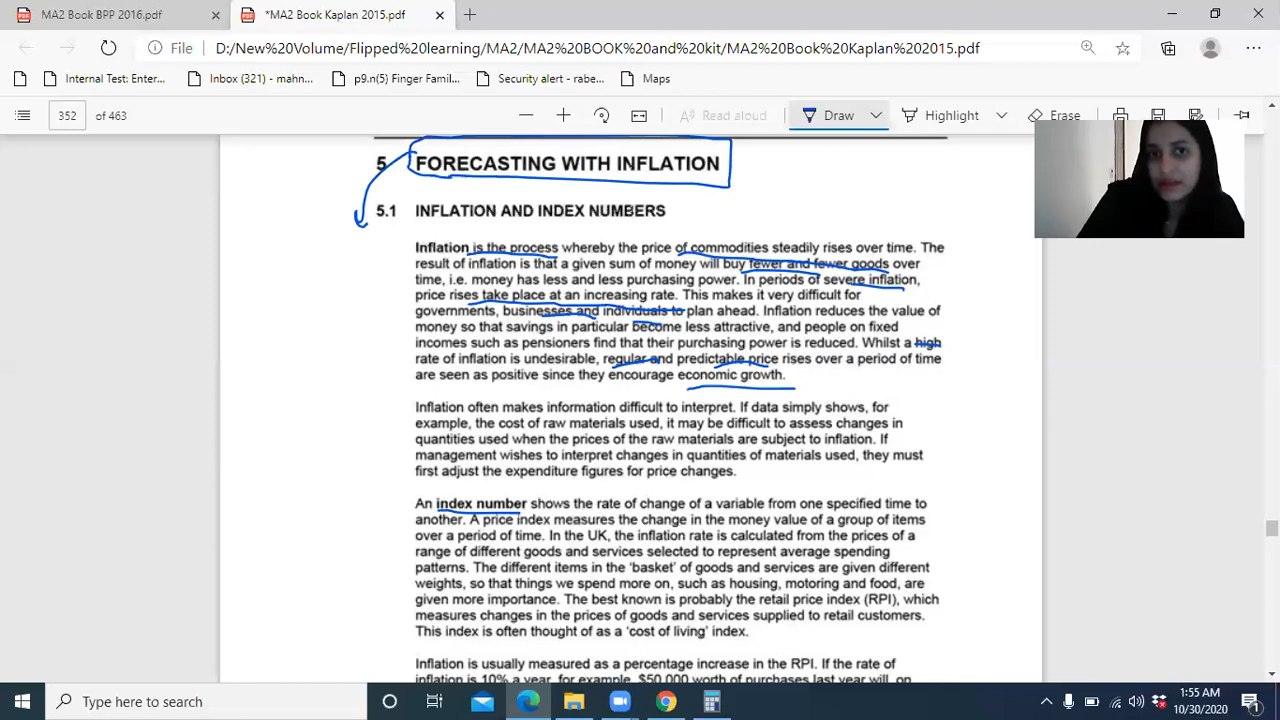 MA2 Book BPP 2016.pdf
*MA2 Book Kaplan 2015.pdf
File D:/New%20Volume/Flipped%20learning/MA2/MA2%20BOOK%20and%20kit/MA2%20Book%20Kaplan%202015.pdf
Internal Test: Enter... Inbox (321) - mahn... p9.n(5) Finger Famil... Security alert - rabe... Maps
352 of 463 Read aloud Draw Highlight Erase
5 FORECASTING WITH INFLATION
5.1 INFLATION AND INDEX NUMBERS
Inflation is the process whereby the price of commodities steadily rises over time. The
result of inflation is that a given sum of money will buy fewer and fewer goods over
time, i.e. money has less and less purchasing power. In periods of severe inflation,
price rises take place at an increasing rate. This makes it very difficult for
governments, businesses and individuals to plan ahead. Inflation reduces the value of
money so that savings in particular become less attractive, and people on fixed
incomes such as pensioners find that their purchasing power is reduced. Whilst a high
rate of inflation is undesirable, regular and predictable price rises over a period of time
are seen as positive since they encourage economic growth.
Inflation often makes information difficult to interpret. If data simply shows, for
example, the cost of raw materials used, it may be difficult to assess changes in
quantities used when the prices of the raw materials are subject to inflation. If
management wishes to interpret changes in quantities of materials used, they must
first adjust the expenditure figures for price changes.
An index number shows the rate of change of a variable from one specified time to
another. A price index measures the change in the money value of a group of items
over a period of time. In the UK, the inflation rate is calculated from the prices of a
range of different goods and services selected to represent average spending
patterns. The different items in the 'basket' of goods and services are given different
weights, so that things we spend more on, such as housing, motoring and food, are
given more importance. The best known is probably the retail price index (RPI), which
measures changes in the prices of goods and services supplied to retail customers.
This index is often thought of as a 'cost of living' index.
Inflation is usually measured as a percentage increase in the RPI. If the rate of
inflation is 10% a year, for example, $50,000 worth of purchases last year will, on
Type here to search
1:55 AM
10/30/2020
1